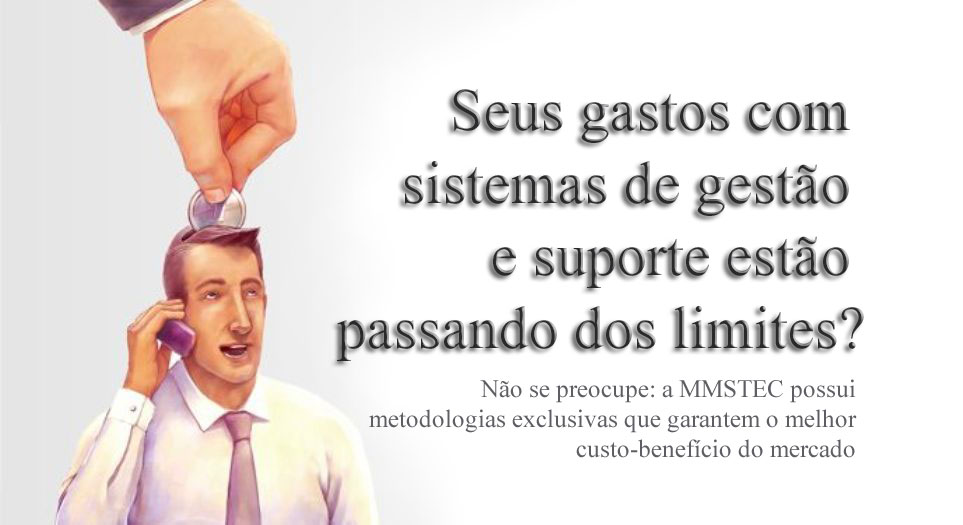 Seus gastos com
sistemas de gestão
e suporte estão
passando dos limites?
Não se preocupe: a MMSTEC possui
metodologias exclusivas que garantem o melhor
custo-benefício do mercado